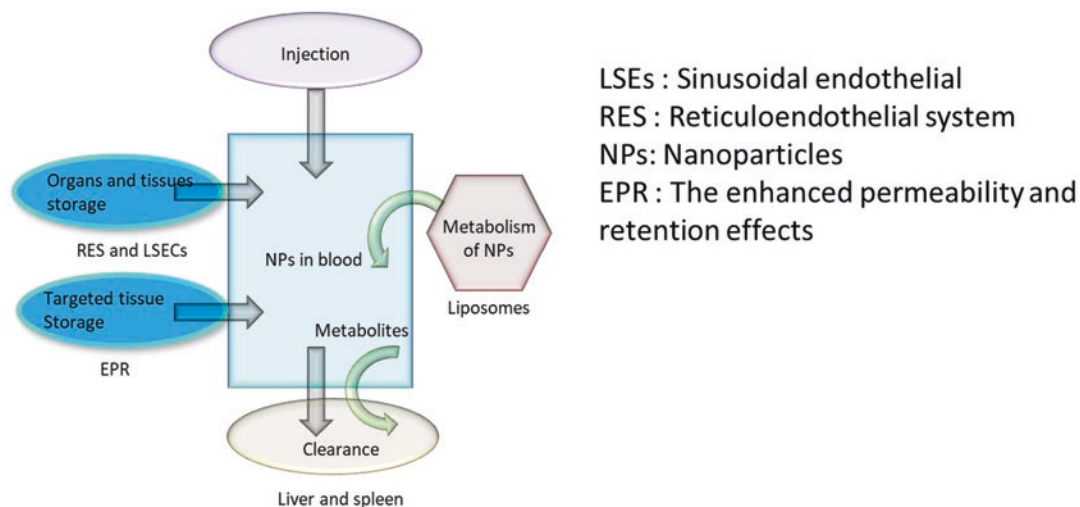 Injection
Organs and tissues
storage
RES and LSECs
NPs in blood
Metabolism
of NPs
Liposomes
Targeted tissue
Storage
EPR
Metabolites
Clearance
Liver and spleen
LSEs : Sinusoidal endothelial
RES : Reticuloendothelial system
NPs: Nanoparticles
EPR : The enhanced permeability and
retention effects